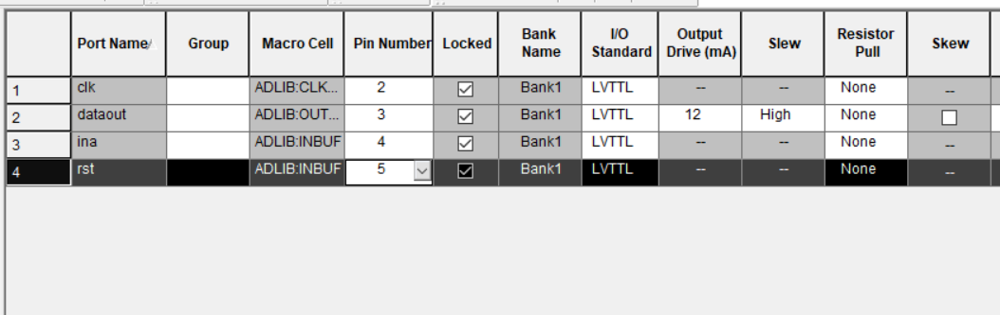 Port Name Group Macro Cell Pin Number Locked Bank Name I/O Standard Output Drive (mA) Slew Resistor Pull Skew
1 clk ADLIB:CLK... 2 Bank1 LVTTL -- -- None --
2 dataout ADLIB:OUT... 3 Bank1 LVTTL 12 High None
3 ina ADLIB:INBUF 4 Bank1 LVTTL -- -- None --
4 rst ADLIB:INBUF 5 Bank1 LVTTL -- -- None --